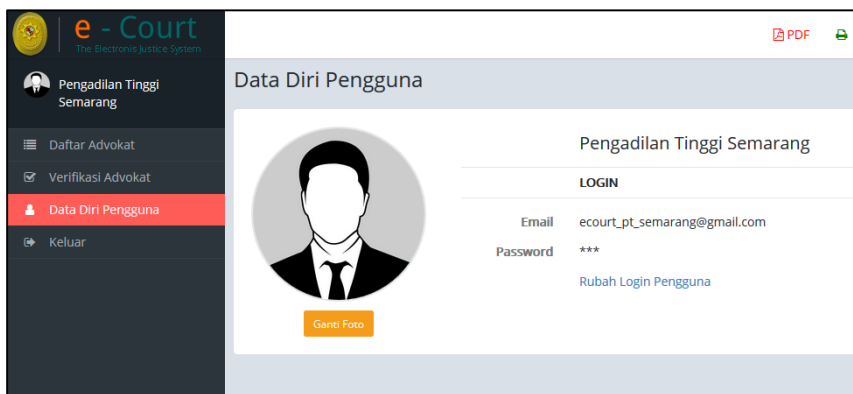 e - Court
The Electronis Justice System
PDF
Pengadilan Tinggi
Semarang
Daftar Advokat
Verifikasi Advokat
Data Diri Pengguna
Keluar
Data Diri Pengguna
Ganti Foto
Pengadilan Tinggi Semarang
LOGIN
Email ecourt_pt_semarang@gmail.com
Password ***
Rubah Login Pengguna